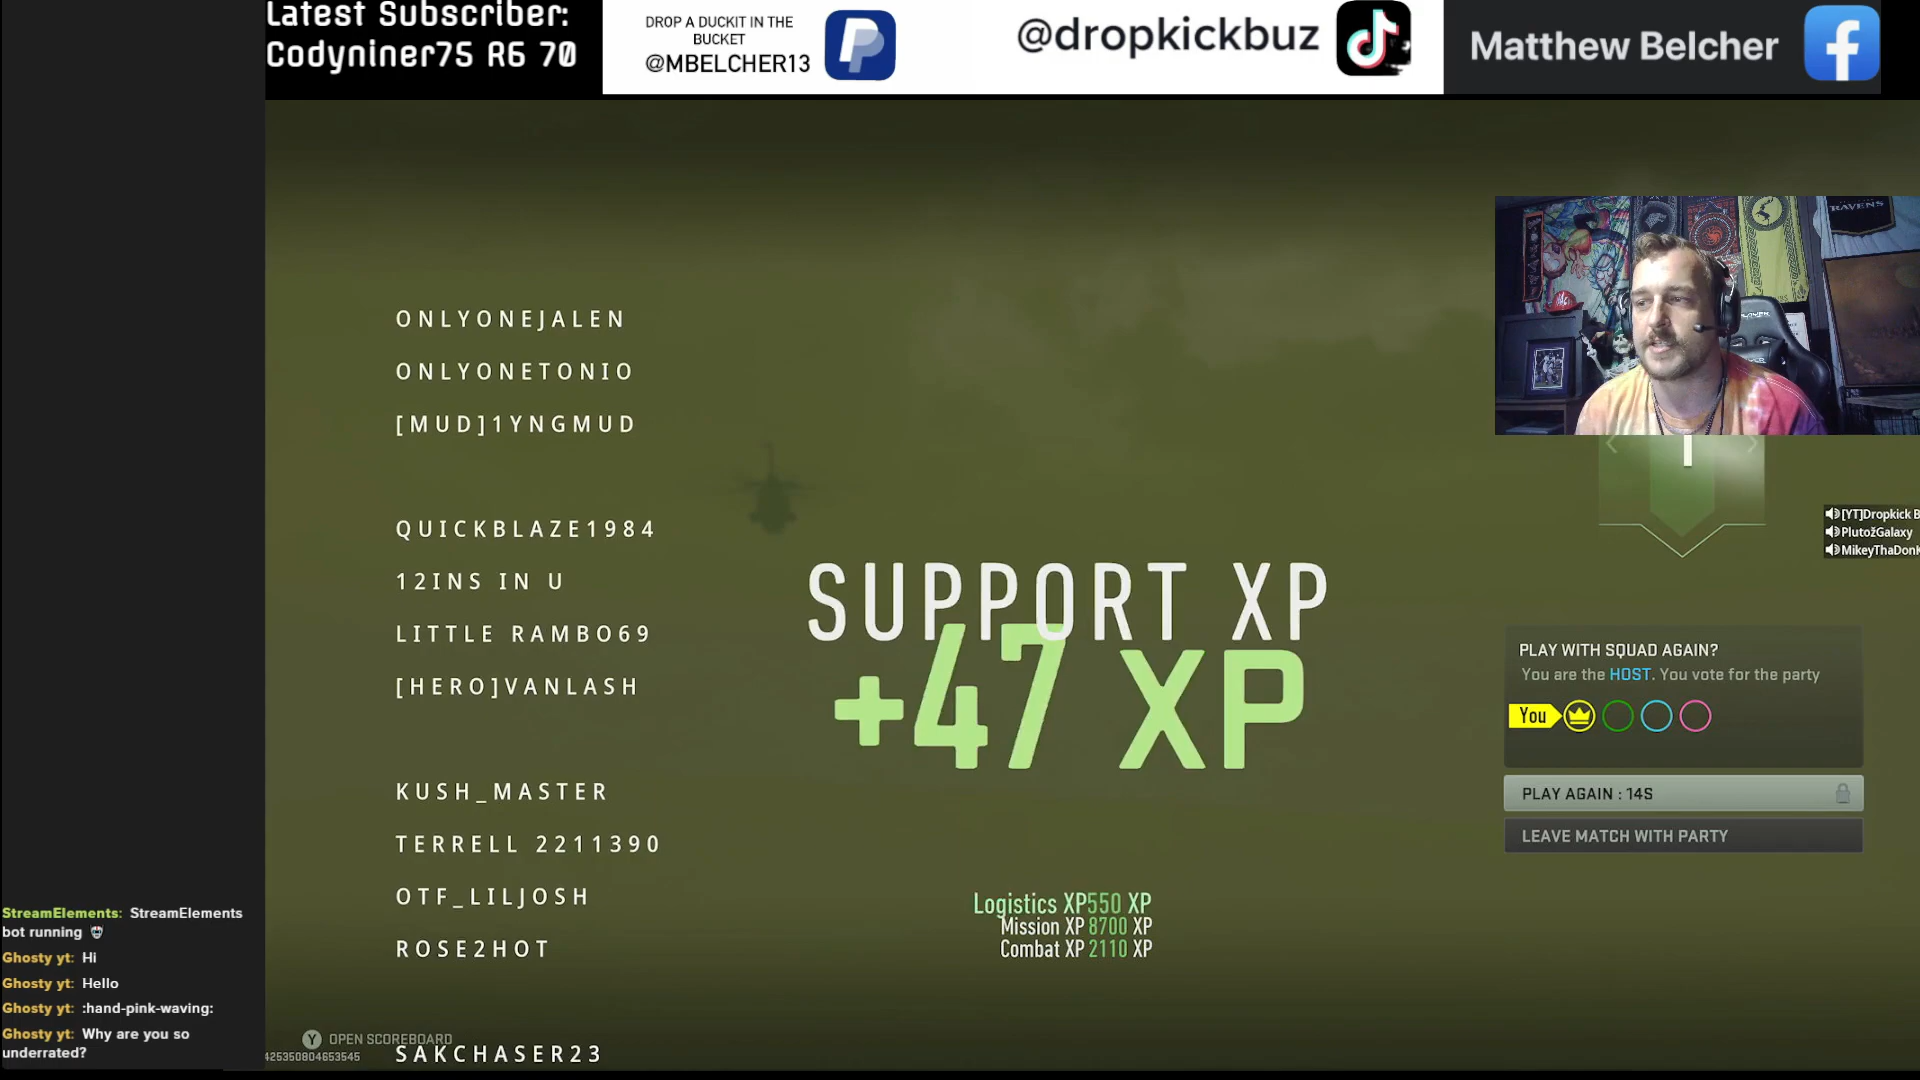 Latest Subscriber:
Codyniner75 R6 70
DROP A DUCKIT IN THE
BUCKET
@MBELCHER13
@dropkickbuz
Matthew Belcher
RAVENS
ONLYONEJALEN
ONLYONETONIO
[MUD]1YNGMUD
QUICKBLAZE1984
12INS IN U
LITTLE RAMBO69
[HERO]VANLASH
KUSH_MASTER
TERRELL 2211390
OTF_LILJOSH
ROSE2HOT
SAKCHASER23
SUPPORT XP
+47 XP
Logistics XP550 XP
Mission XP 8700 XP
Combat XP 2110 XP
[YT]Dropkick B
PlutožGalaxy
MikeyThaDonK
PLAY WITH SQUAD AGAIN?
You are the HOST. You vote for the party
You
PLAY AGAIN : 14S
LEAVE MATCH WITH PARTY
StreamElements: StreamElements
bot running
Ghosty yt: Hi
Ghosty yt: Hello
Ghosty yt: :hand-pink-waving:
Ghosty yt: Why are you so
underrated?
Y OPEN SCOREBOARD
425350804653545